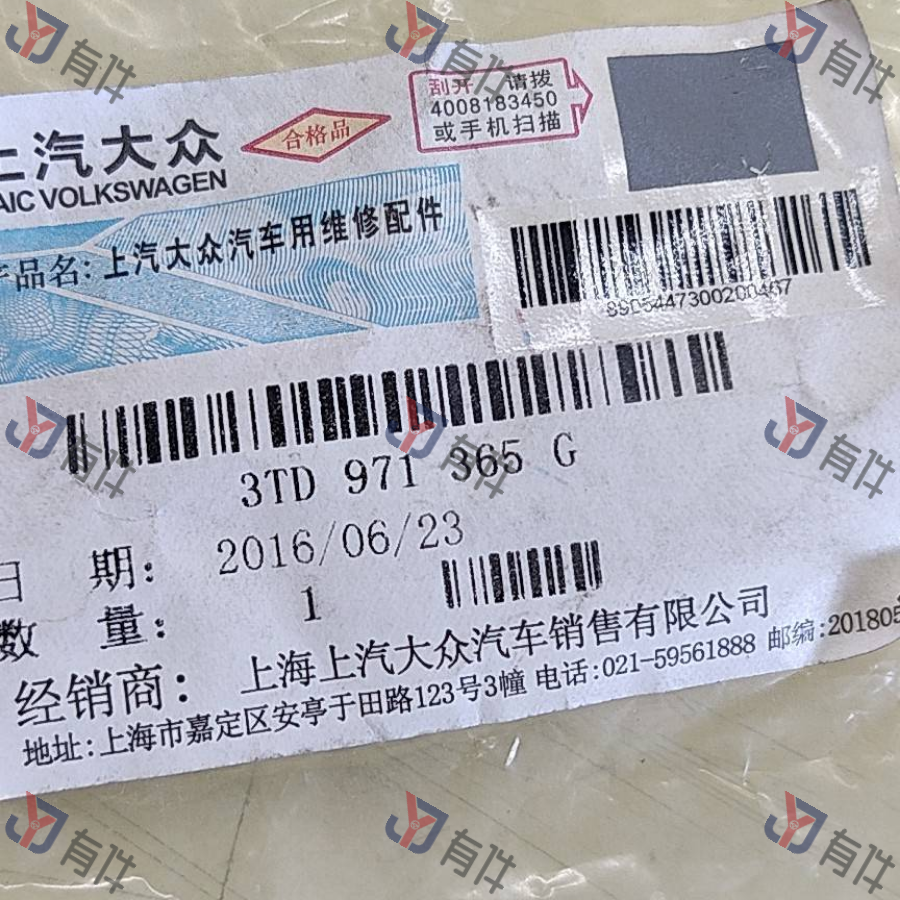 上汽大众
AIC VOLKSWAGEN
合格品
刮开 请拨
4008183450
或手机扫描
产品名:上汽大众汽车用维修配件
3TD 971 365 G
日 期: 2016/06/23
数 量: 1
经销商: 上海上汽大众汽车销售有限公司
地址:上海市嘉定区安亭于田路123号3幢 电话:021-59561888 邮编:201805
有件
有件
有件
有件
有件
有件
有件
有件
有件